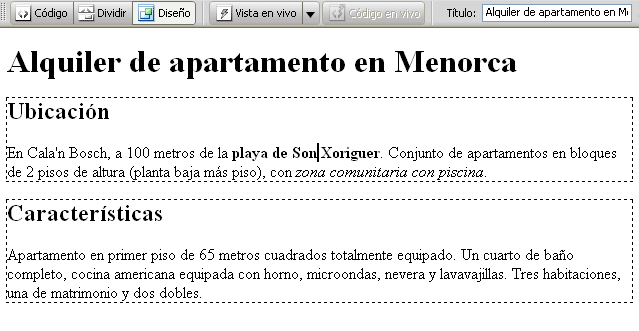 Código Dividir Diseño Vista en vivo Código en vivo Título: Alquiler de apartamento en M
Alquiler de apartamento en Menorca
Ubicación
En Cala'n Bosch, a 100 metros de la playa de Son Xoriguer. Conjunto de apartamentos en bloques
de 2 pisos de altura (planta baja más piso), con zona comunitaria con piscina.
Características
Apartamento en primer piso de 65 metros cuadrados totalmente equipado. Un cuarto de baño
completo, cocina americana equipada con horno, microondas, nevera y lavavajillas. Tres habitaciones,
una de matrimonio y dos dobles.